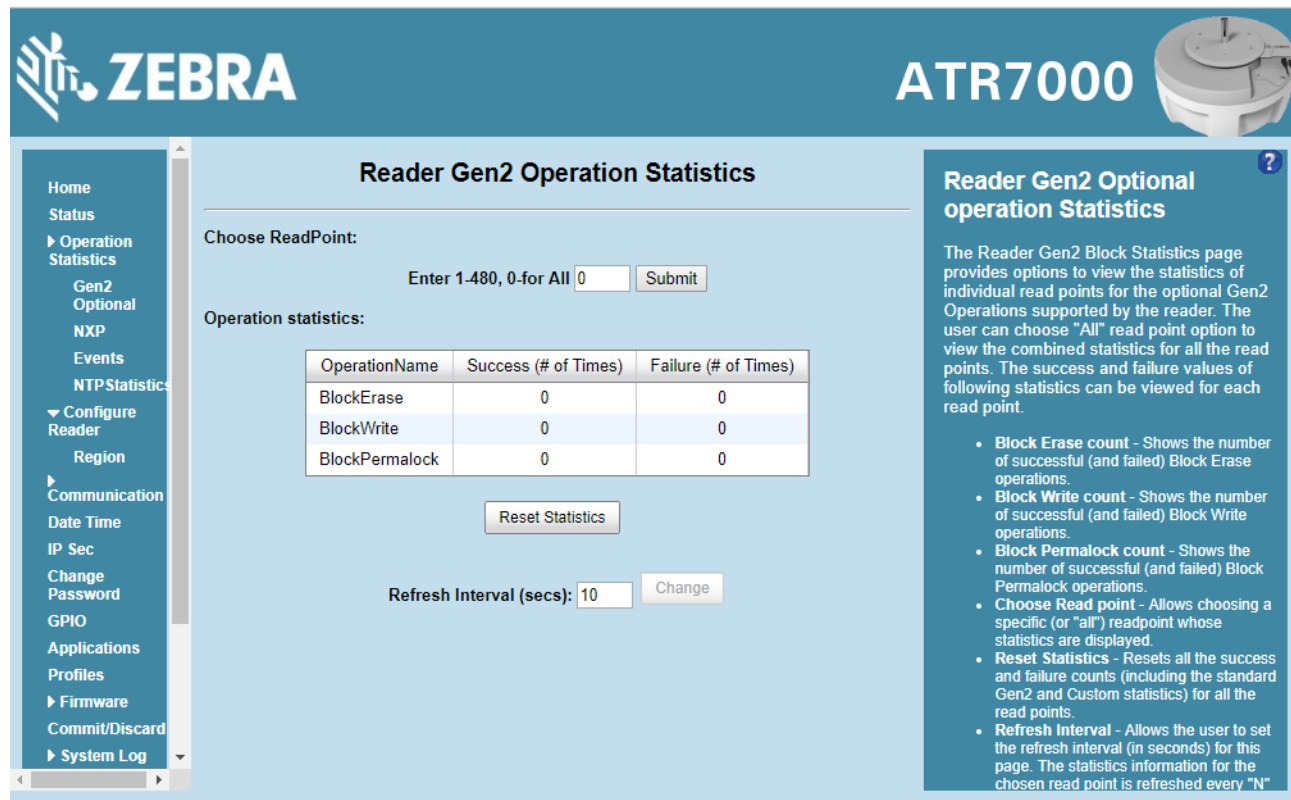 ZEBRA
ATR7000
Home
Status
Operation
Statistics
Gen2
Optional
NXP
Events
NTPStatistics
Configure
Reader
Region
Communication
Date Time
IP Sec
Change
Password
GPIO
Applications
Profiles
Firmware
Commit/Discard
System Log
Reader Gen2 Operation Statistics
Choose ReadPoint:
Enter 1-480, 0-for All 0 Submit
Operation statistics:
OperationName Success (# of Times) Failure (# of Times)
BlockErase 0 0
BlockWrite 0 0
BlockPermalock 0 0
Reset Statistics
Refresh Interval (secs): 10 Change
?
Reader Gen2 Optional
operation Statistics
The Reader Gen2 Block Statistics page
provides options to view the statistics of
individual read points for the optional Gen2
Operations supported by the reader. The
user can choose "All" read point option to
view the combined statistics for all the read
points. The success and failure values of
following statistics can be viewed for each
read point.
• Block Erase count - Shows the number
of successful (and failed) Block Erase
operations.
• Block Write count - Shows the number
of successful (and failed) Block Write
operations.
• Block Permalock count - Shows the
number of successful (and failed) Block
Permalock operations.
• Choose Read point - Allows choosing a
specific (or "all") readpoint whose
statistics are displayed.
• Reset Statistics - Resets all the success
and failure counts (including the standard
Gen2 and Custom statistics) for all the
read points.
• Refresh Interval - Allows the user to set
the refresh interval (in seconds) for this
page. The statistics information for the
chosen read point is refreshed every "N"